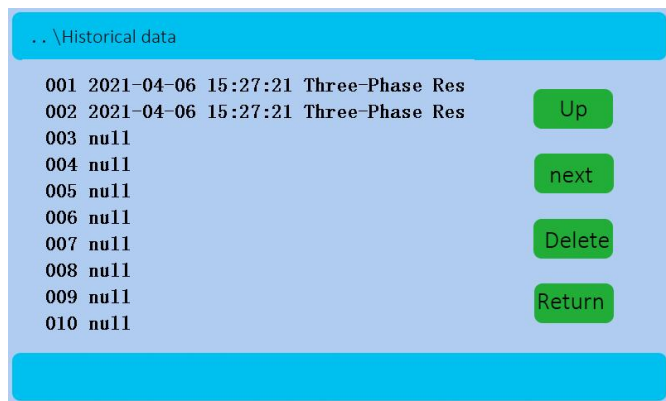 . . \Historical data
001 2021-04-06 15:27:21 Three-Phase Res
002 2021-04-06 15:27:21 Three-Phase Res
003 null
004 null
005 null
006 null
007 null
008 null
009 null
010 null
Up
next
Delete
Return